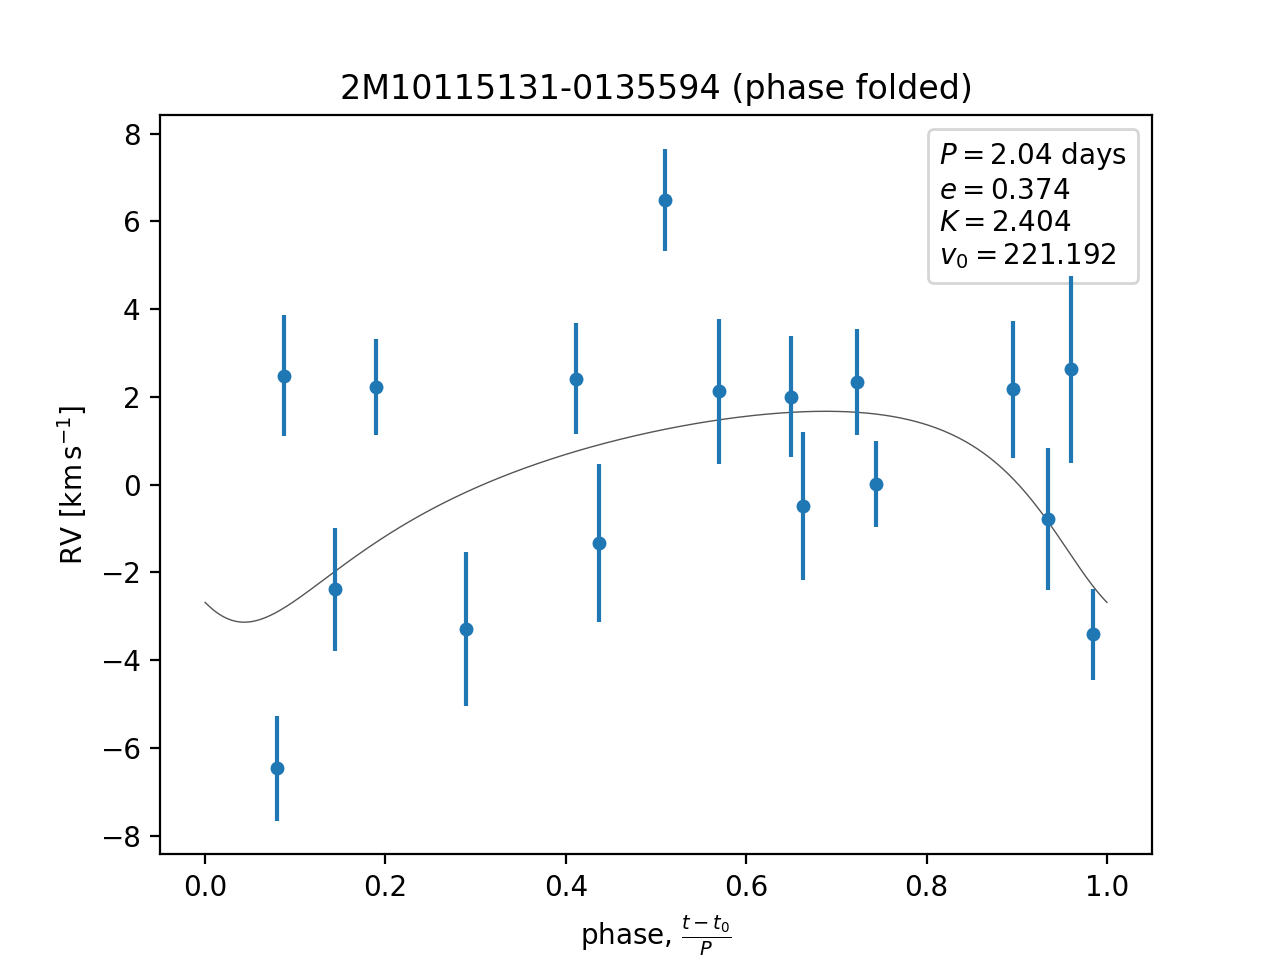 2M10115131-0135594 (phase folded)
P = 2.04 days
e = 0.374
K = 2.404
v₀ = 221.192
RV [km s⁻¹]
8
6
4
2
0
−2
−4
−6
−8
0.0 0.2 0.4 0.6 0.8 1.0
phase, (t − t₀)/P